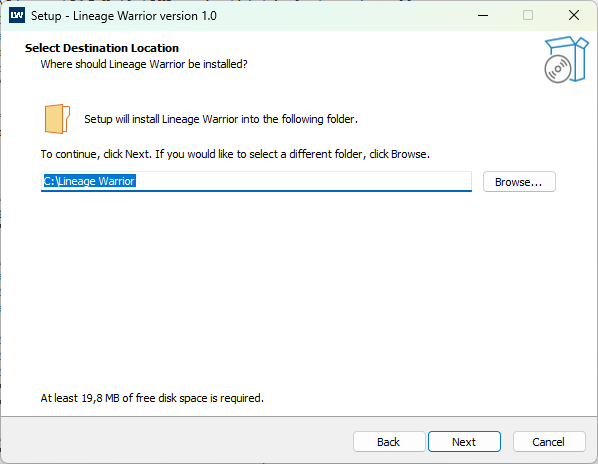 LW Setup - Lineage Warrior version 1.0
Select Destination Location
Where should Lineage Warrior be installed?
Setup will install Lineage Warrior into the following folder.
To continue, click Next. If you would like to select a different folder, click Browse.
C:\Lineage Warrior
Browse...
At least 19,8 MB of free disk space is required.
Back
Next
Cancel